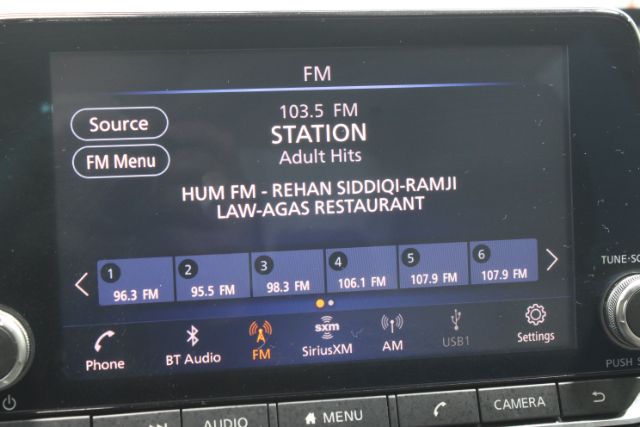 FM
Source
103.5 FM
STATION
FM Menu
Adult Hits
HUM FM - REHAN SIDDIQI-RAMJI
LAW-AGAS RESTAURANT
1 2 3 4 5 6
96.3 FM 95.5 FM 98.3 FM 106.1 FM 107.9 FM 107.9 FM
Phone BT Audio FM sxm SiriusXM AM USB1 Settings
TUNE-SC
PUSH S
AUDIO MENU CAMERA